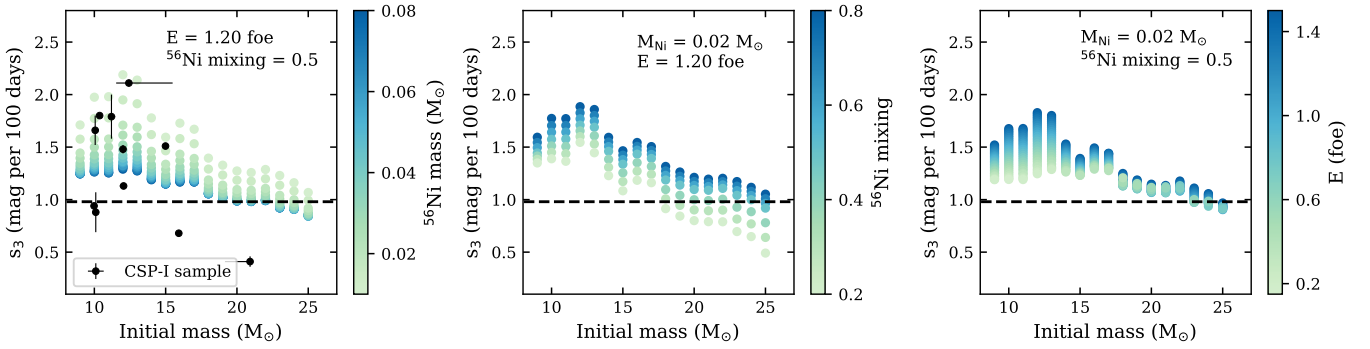 s₃ (mag per 100 days)
2.5
2.0
1.5
1.0
0.5
E = 1.20 foe
⁵⁶Ni mixing = 0.5
CSP-I sample
10
15
20
25
Initial mass (M⊙)
0.08
0.06
0.04
0.02
⁵⁶Ni mass (M⊙)
s₃ (mag per 100 days)
2.5
2.0
1.5
1.0
0.5
M_Ni = 0.02 M⊙
E = 1.20 foe
10
15
20
25
Initial mass (M⊙)
0.8
0.6
0.4
0.2
⁵⁶Ni mixing
s₃ (mag per 100 days)
2.5
2.0
1.5
1.0
0.5
M_Ni = 0.02 M⊙
⁵⁶Ni mixing = 0.5
10
15
20
25
Initial mass (M⊙)
1.4
1.0
0.6
0.2
E (foe)